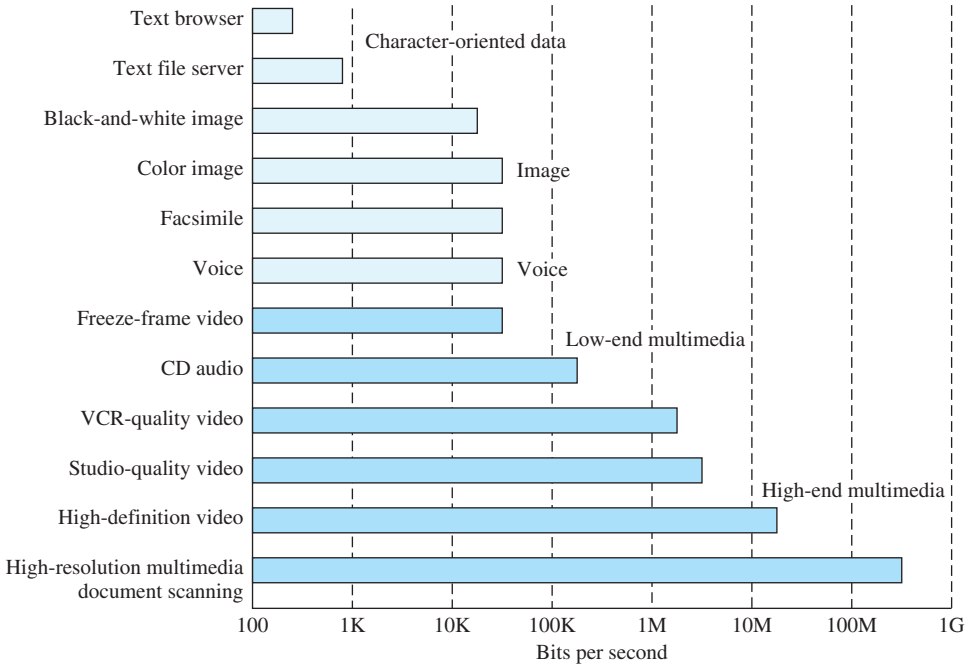 Text browser
Character-oriented data
Text file server
Black-and-white image
Color image
Image
Facsimile
Voice
Voice
Freeze-frame video
Low-end multimedia
CD audio
VCR-quality video
Studio-quality video
High-end multimedia
High-definition video
High-resolution multimedia
document scanning
100 1K 10K 100K 1M 10M 100M 1G
Bits per second